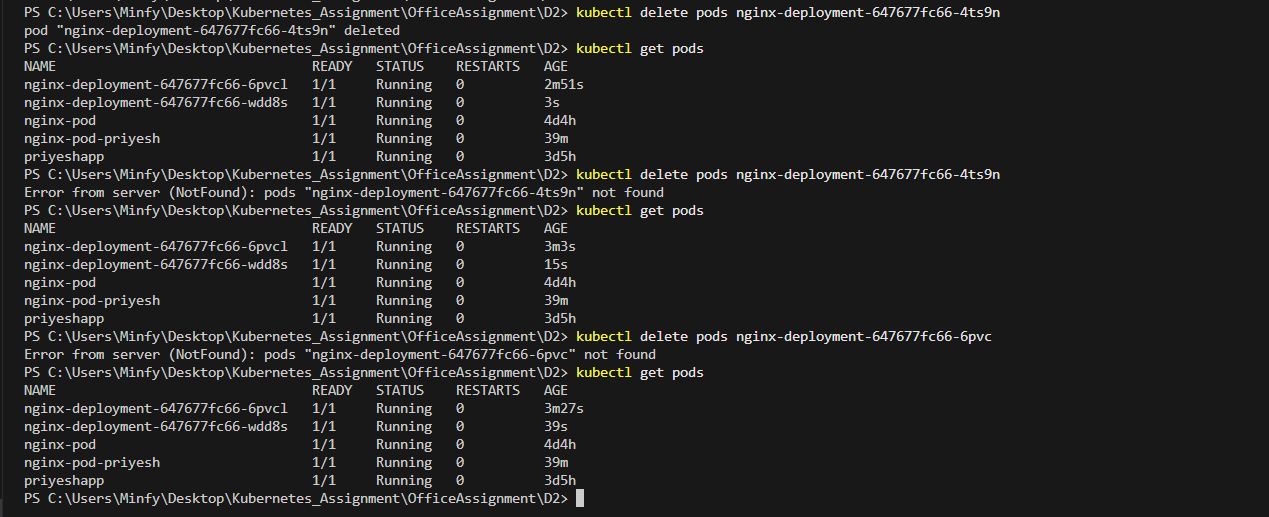 PS C:\Users\Minfy\Desktop\Kubernetes_Assignment\OfficeAssignment\D2> kubectl delete pods nginx-deployment-647677fc66-4ts9n
pod "nginx-deployment-647677fc66-4ts9n" deleted
PS C:\Users\Minfy\Desktop\Kubernetes_Assignment\OfficeAssignment\D2> kubectl get pods
NAME                                READY   STATUS    RESTARTS   AGE
nginx-deployment-647677fc66-6pvcl   1/1     Running   0          2m51s
nginx-deployment-647677fc66-wdd8s   1/1     Running   0          3s
nginx-pod                           1/1     Running   0          4d4h
nginx-pod-priyesh                   1/1     Running   0          39m
priyeshapp                          1/1     Running   0          3d5h
PS C:\Users\Minfy\Desktop\Kubernetes_Assignment\OfficeAssignment\D2> kubectl delete pods nginx-deployment-647677fc66-4ts9n
Error from server (NotFound): pods "nginx-deployment-647677fc66-4ts9n" not found
PS C:\Users\Minfy\Desktop\Kubernetes_Assignment\OfficeAssignment\D2> kubectl get pods
NAME                                READY   STATUS    RESTARTS   AGE
nginx-deployment-647677fc66-6pvcl   1/1     Running   0          3m3s
nginx-deployment-647677fc66-wdd8s   1/1     Running   0          15s
nginx-pod                           1/1     Running   0          4d4h
nginx-pod-priyesh                   1/1     Running   0          39m
priyeshapp                          1/1     Running   0          3d5h
PS C:\Users\Minfy\Desktop\Kubernetes_Assignment\OfficeAssignment\D2> kubectl delete pods nginx-deployment-647677fc66-6pvc
Error from server (NotFound): pods "nginx-deployment-647677fc66-6pvc" not found
PS C:\Users\Minfy\Desktop\Kubernetes_Assignment\OfficeAssignment\D2> kubectl get pods
NAME                                READY   STATUS    RESTARTS   AGE
nginx-deployment-647677fc66-6pvcl   1/1     Running   0          3m27s
nginx-deployment-647677fc66-wdd8s   1/1     Running   0          39s
nginx-pod                           1/1     Running   0          4d4h
nginx-pod-priyesh                   1/1     Running   0          39m
priyeshapp                          1/1     Running   0          3d5h
PS C:\Users\Minfy\Desktop\Kubernetes_Assignment\OfficeAssignment\D2>